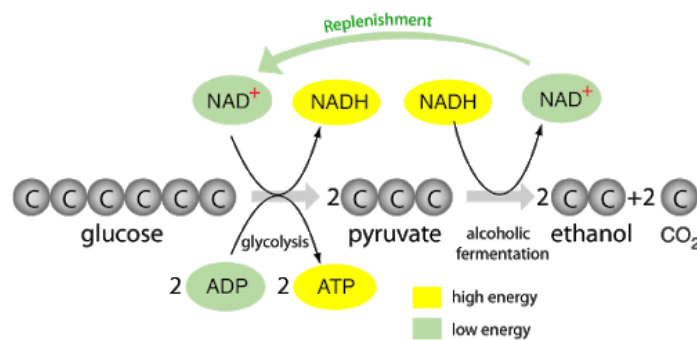 Replenishment
NAD+ NADH NADH NAD+
C C C C C C 2 C C C 2 C C +2 C
glucose glycolysis pyruvate alcoholic fermentation ethanol CO₂
2 ADP 2 ATP
high energy
low energy